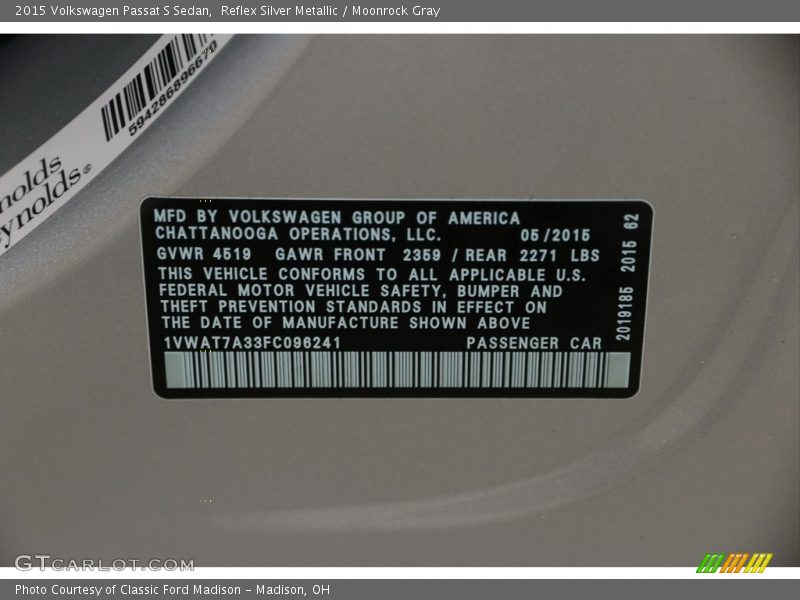 2015 Volkswagen Passat S Sedan,  Reflex Silver Metallic / Moonrock Gray
594286896670
nolds
ynolds®
MFD BY VOLKSWAGEN GROUP OF AMERICA
CHATTANOOGA OPERATIONS, LLC.  05/2015
GVWR 4519  GAWR FRONT  2359 / REAR 2271 LBS
THIS VEHICLE CONFORMS TO ALL APPLICABLE U.S.
FEDERAL MOTOR VEHICLE SAFETY, BUMPER AND
THEFT PREVENTION STANDARDS IN EFFECT ON
THE DATE OF MANUFACTURE SHOWN ABOVE
1VWAT7A33FC096241  PASSENGER CAR
2019185  2015  62
GTcarlot.com
Photo Courtesy of Classic Ford Madison - Madison, OH